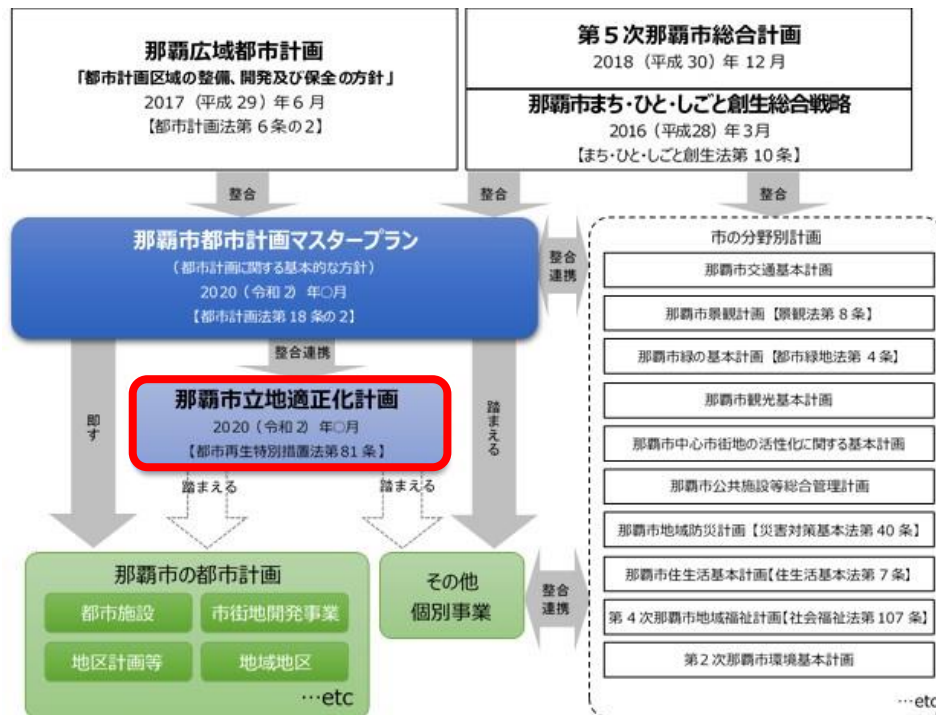 那覇広域都市計画
「都市計画区域の整備、開発及び保全の方針」
2017（平成 29）年 6 月
【都市計画法第 6 条の 2】
第５次那覇市総合計画
2018（平成 30）年 12 月
那覇市まち・ひと・しごと創生総合戦略
2016（平成28）年 3 月
【まち・ひと・しごと創生法第 10 条】
整合
整合
整合
那覇市都市計画マスタープラン
（都市計画に関する基本的な方針）
2020（令和 2） 年○月
【都市計画法第 18 条の 2】
整合
連携
整合連携
那覇市立地適正化計画
2020（令和 2） 年○月
【都市再生特別措置法第 81 条】
即す
踏まえる
踏まえる
踏まえる
那覇市の都市計画
都市施設
市街地開発事業
地区計画等
地域地区
…etc
その他
個別事業
整合
連携
市の分野別計画
那覇市交通基本計画
那覇市景観計画【景観法第 8 条】
那覇市緑の基本計画【都市緑地法第 4 条】
那覇市観光基本計画
那覇市中心市街地の活性化に関する基本計画
那覇市公共施設等総合管理計画
那覇市地域防災計画【災害対策基本法第 40 条】
那覇市住生活基本計画【住生活基本法第 7 条】
第 4 次那覇市地域福祉計画【社会福祉法第 107 条】
第 2 次那覇市環境基本計画
…etc